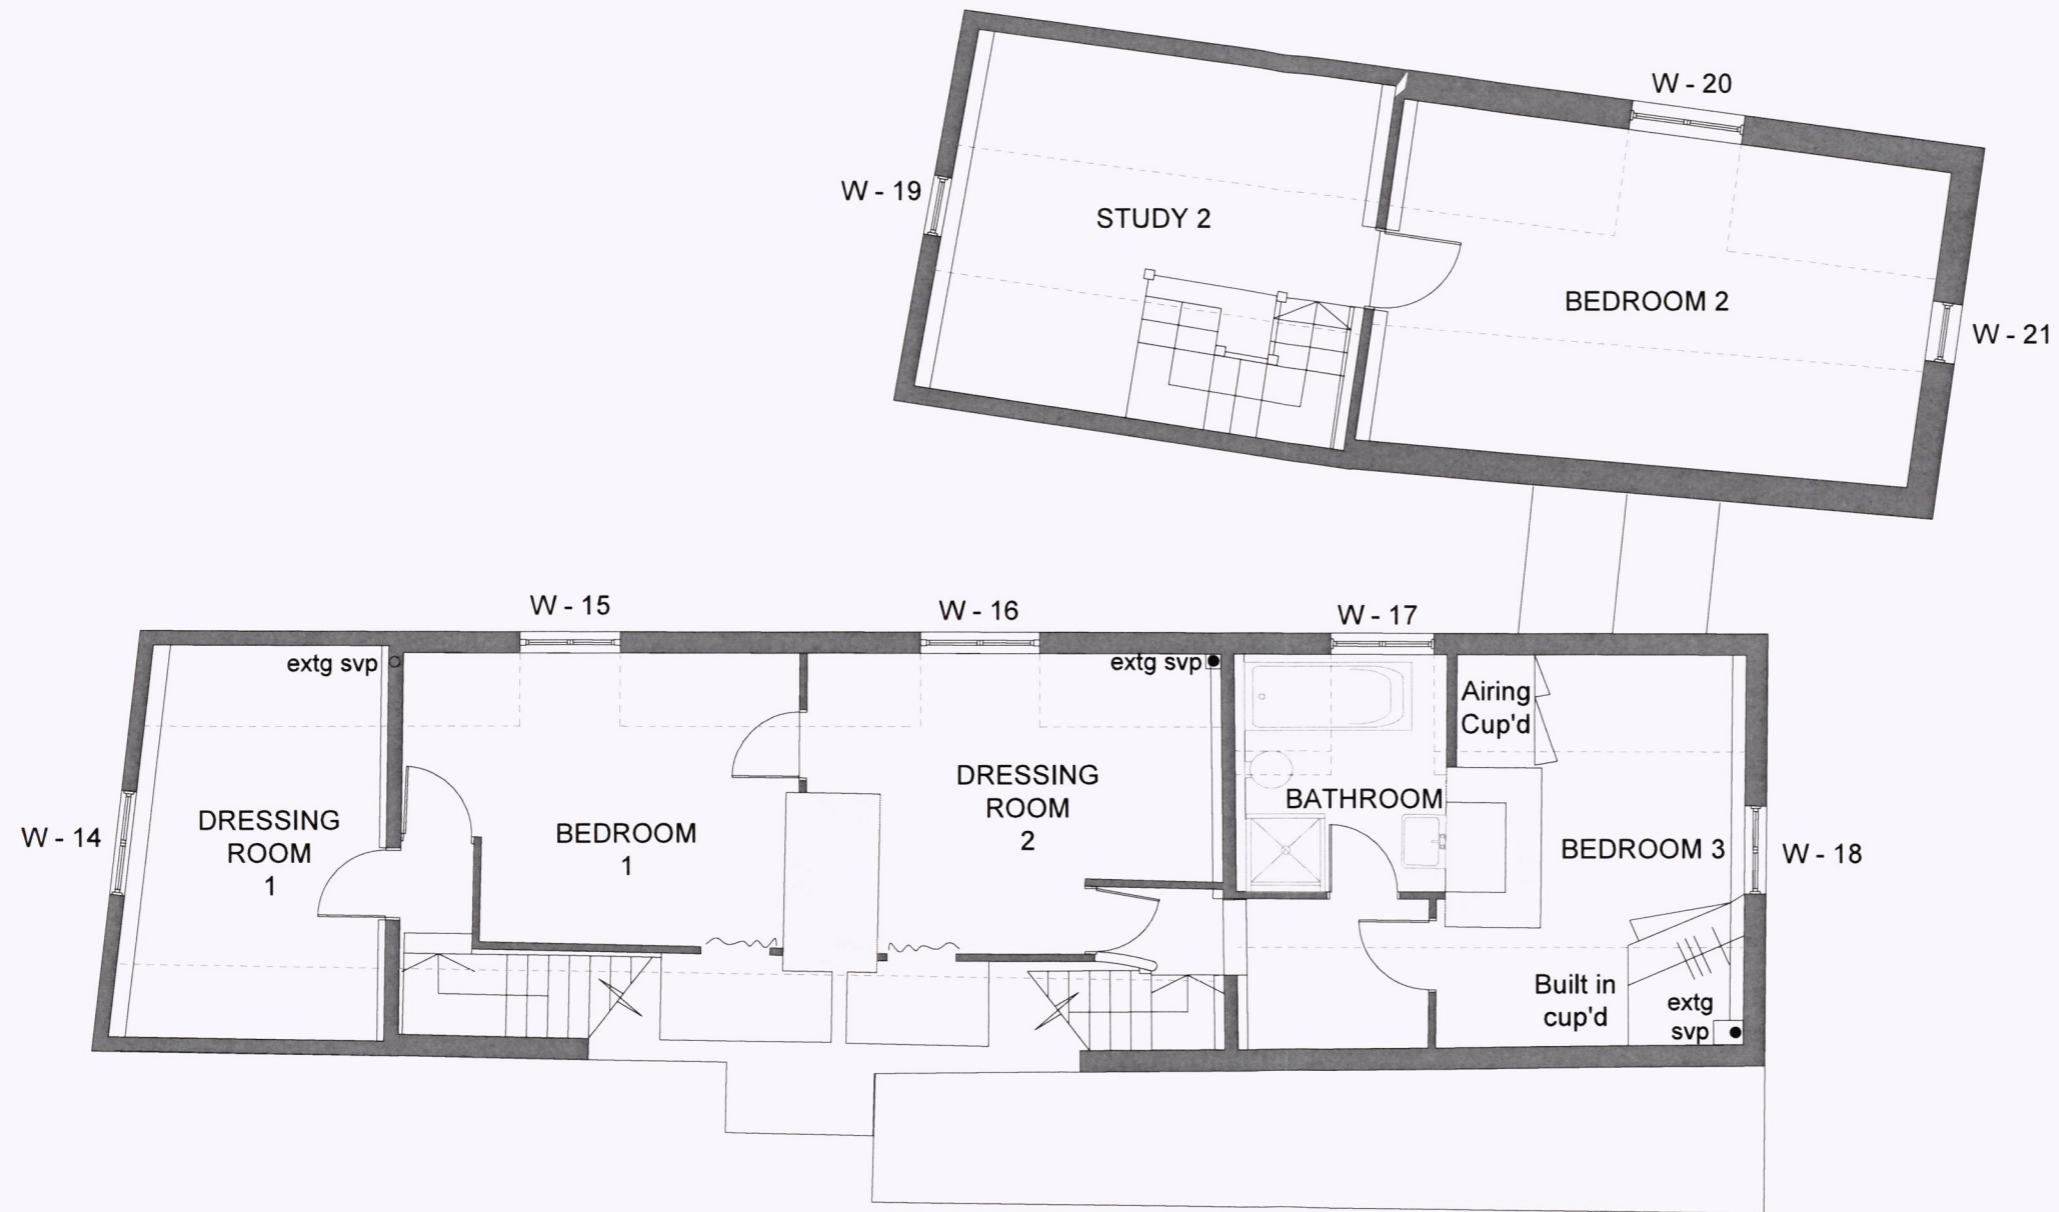 W - 20
W - 19
STUDY 2
BEDROOM 2
W - 21
W - 15
W - 16
W - 17
extg svp
extg svp
Airing
Cup'd
W - 14
DRESSING
ROOM
1
BEDROOM
1
DRESSING
ROOM
2
BATHROOM
BEDROOM 3
W - 18
Built in
cup'd
extg
svp